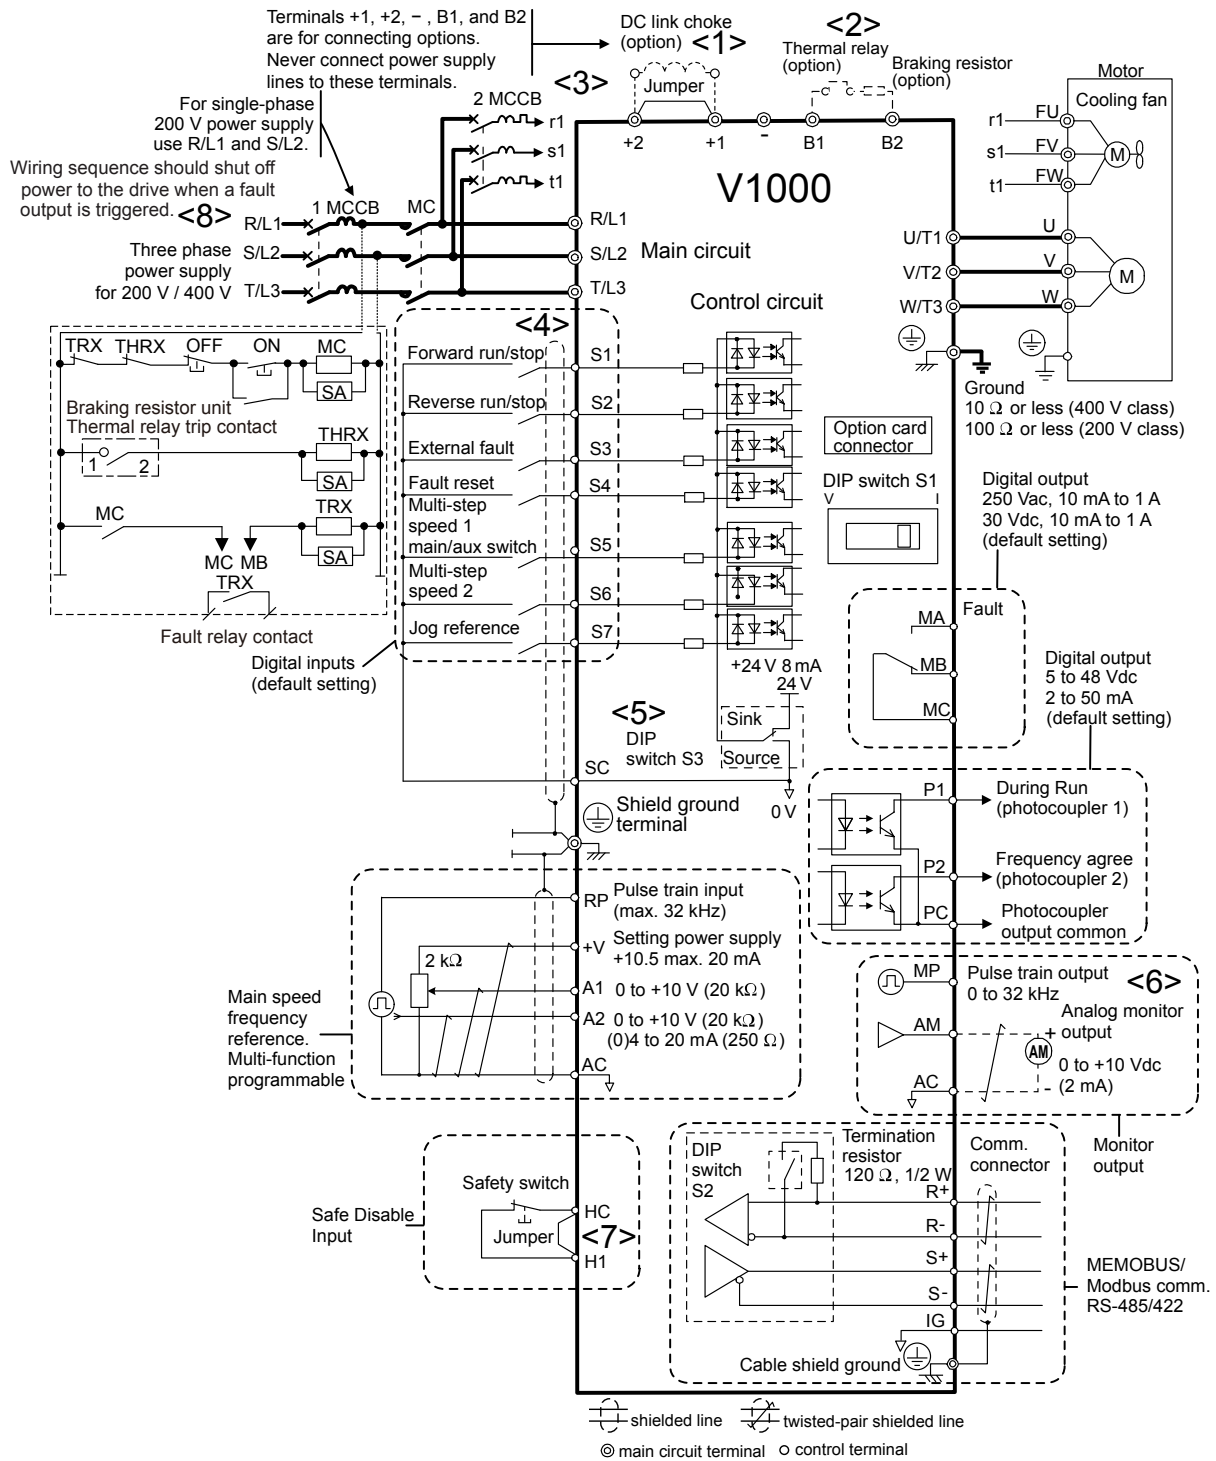 Terminals +1, +2, − , B1, and B2
are for connecting options.
Never connect power supply
lines to these terminals.
DC link choke
(option) <1>
Jumper
<2>
Thermal relay
(option)
Braking resistor
(option)
<3>
2 MCCB
r1
s1
t1
For single-phase
200 V power supply
use R/L1 and S/L2.
Wiring sequence should shut off
power to the drive when a fault
output is triggered. <8>
1 MCCB
MC
R/L1
S/L2
T/L3
Three phase
power supply
for 200 V / 400 V
R/L1
S/L2
T/L3
+2
+1
-
B1
B2
V1000
Main circuit
Control circuit
Motor
Cooling fan
r1
FU
s1
FV
t1
FW
M
U/T1
U
V/T2
V
W/T3
W
M
Ground
10 Ω or less (400 V class)
100 Ω or less (200 V class)
TRX
THRX
OFF
ON
MC
SA
Braking resistor unit
Thermal relay trip contact
1
2
THRX
SA
MC
TRX
SA
MC MB
TRX
Fault relay contact
<4>
Forward run/stop
S1
Reverse run/stop
S2
External fault
S3
Fault reset
S4
Multi-step
speed 1
main/aux switch
S5
Multi-step
speed 2
S6
Jog reference
S7
Digital inputs
(default setting)
Option card
connector
DIP switch S1
V
I
+24 V 8 mA
24 V
<5>
DIP
switch S3
Sink
Source
SC
0 V
Shield ground
terminal
Digital output
250 Vac, 10 mA to 1 A
30 Vdc, 10 mA to 1 A
(default setting)
Fault
MA
MB
MC
Digital output
5 to 48 Vdc
2 to 50 mA
(default setting)
P1
During Run
(photocoupler 1)
P2
Frequency agree
(photocoupler 2)
PC
Photocoupler
output common
RP
Pulse train input
(max. 32 kHz)
+V
Setting power supply
+10.5 max. 20 mA
2 kΩ
A1
0 to +10 V (20 kΩ)
A2
0 to +10 V (20 kΩ)
(0)4 to 20 mA (250 Ω)
AC
Main speed
frequency
reference.
Multi-function
programmable
MP
Pulse train output
0 to 32 kHz
<6>
AM
Analog monitor
output
+
AM
0 to +10 Vdc
(2 mA)
AC
-
Monitor
output
Safety switch
HC
Jumper
<7>
H1
Safe Disable
Input
DIP
switch
S2
Termination
resistor
120 Ω, 1/2 W
Comm.
connector
R+
R-
S+
S-
IG
Cable shield ground
MEMOBUS/
Modbus comm.
RS-485/422
shielded line
twisted-pair shielded line
main circuit terminal
control terminal